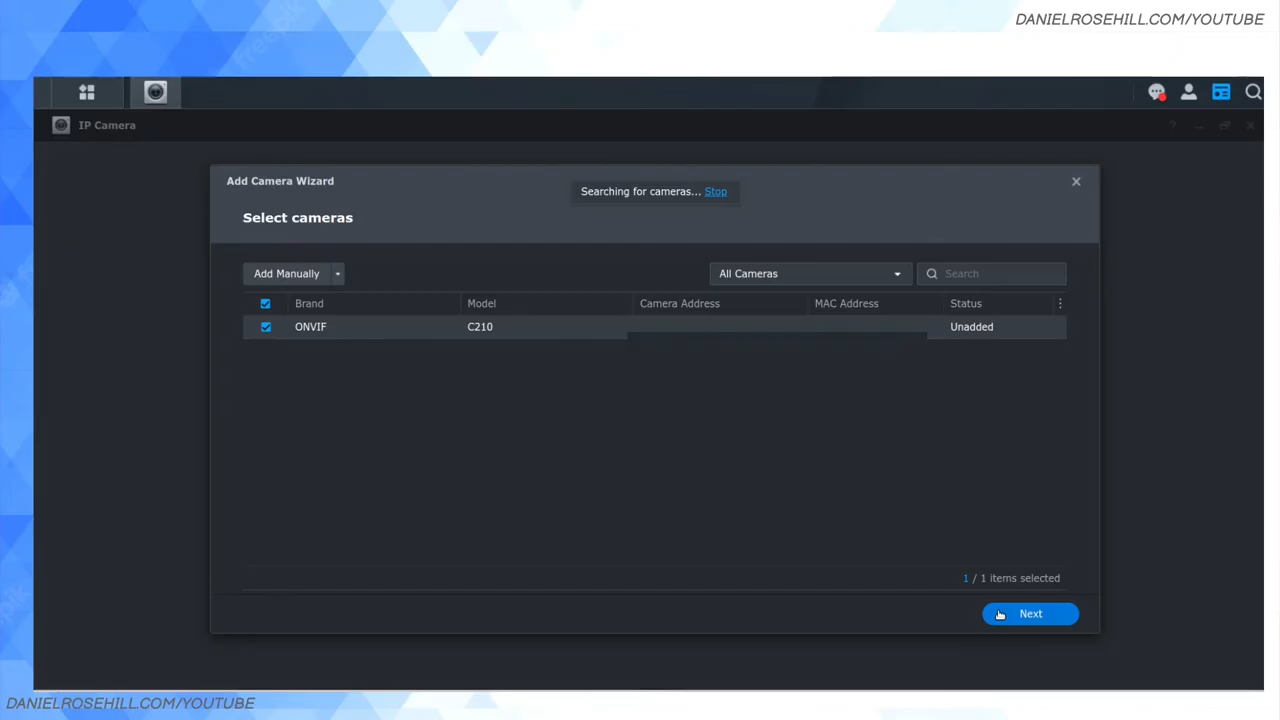 DANIELROSEHILL.COM/YOUTUBE
IP Camera
Add Camera Wizard
Searching for cameras... Stop
Select cameras
Add Manually
All Cameras
Search
Brand Model Camera Address MAC Address Status
ONVIF C210 Unadded
1 / 1 items selected
Next
DANIELROSEHILL.COM/YOUTUBE